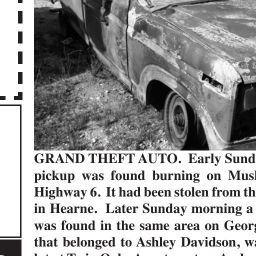 GRAND THEFT AUTO. Early Sund
pickup was found burning on Mus
Highway 6. It had been stolen from th
in Hearne. Later Sunday morning a
was found in the same area on Georg
that belonged to Ashley Davidson, wa